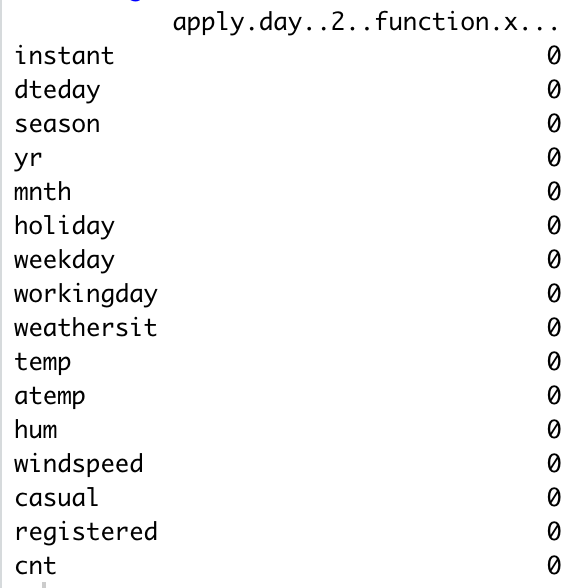 apply.day..2..function.x...
instant 0
dteday 0
season 0
yr 0
mnth 0
holiday 0
weekday 0
workingday 0
weathersit 0
temp 0
atemp 0
hum 0
windspeed 0
casual 0
registered 0
cnt 0